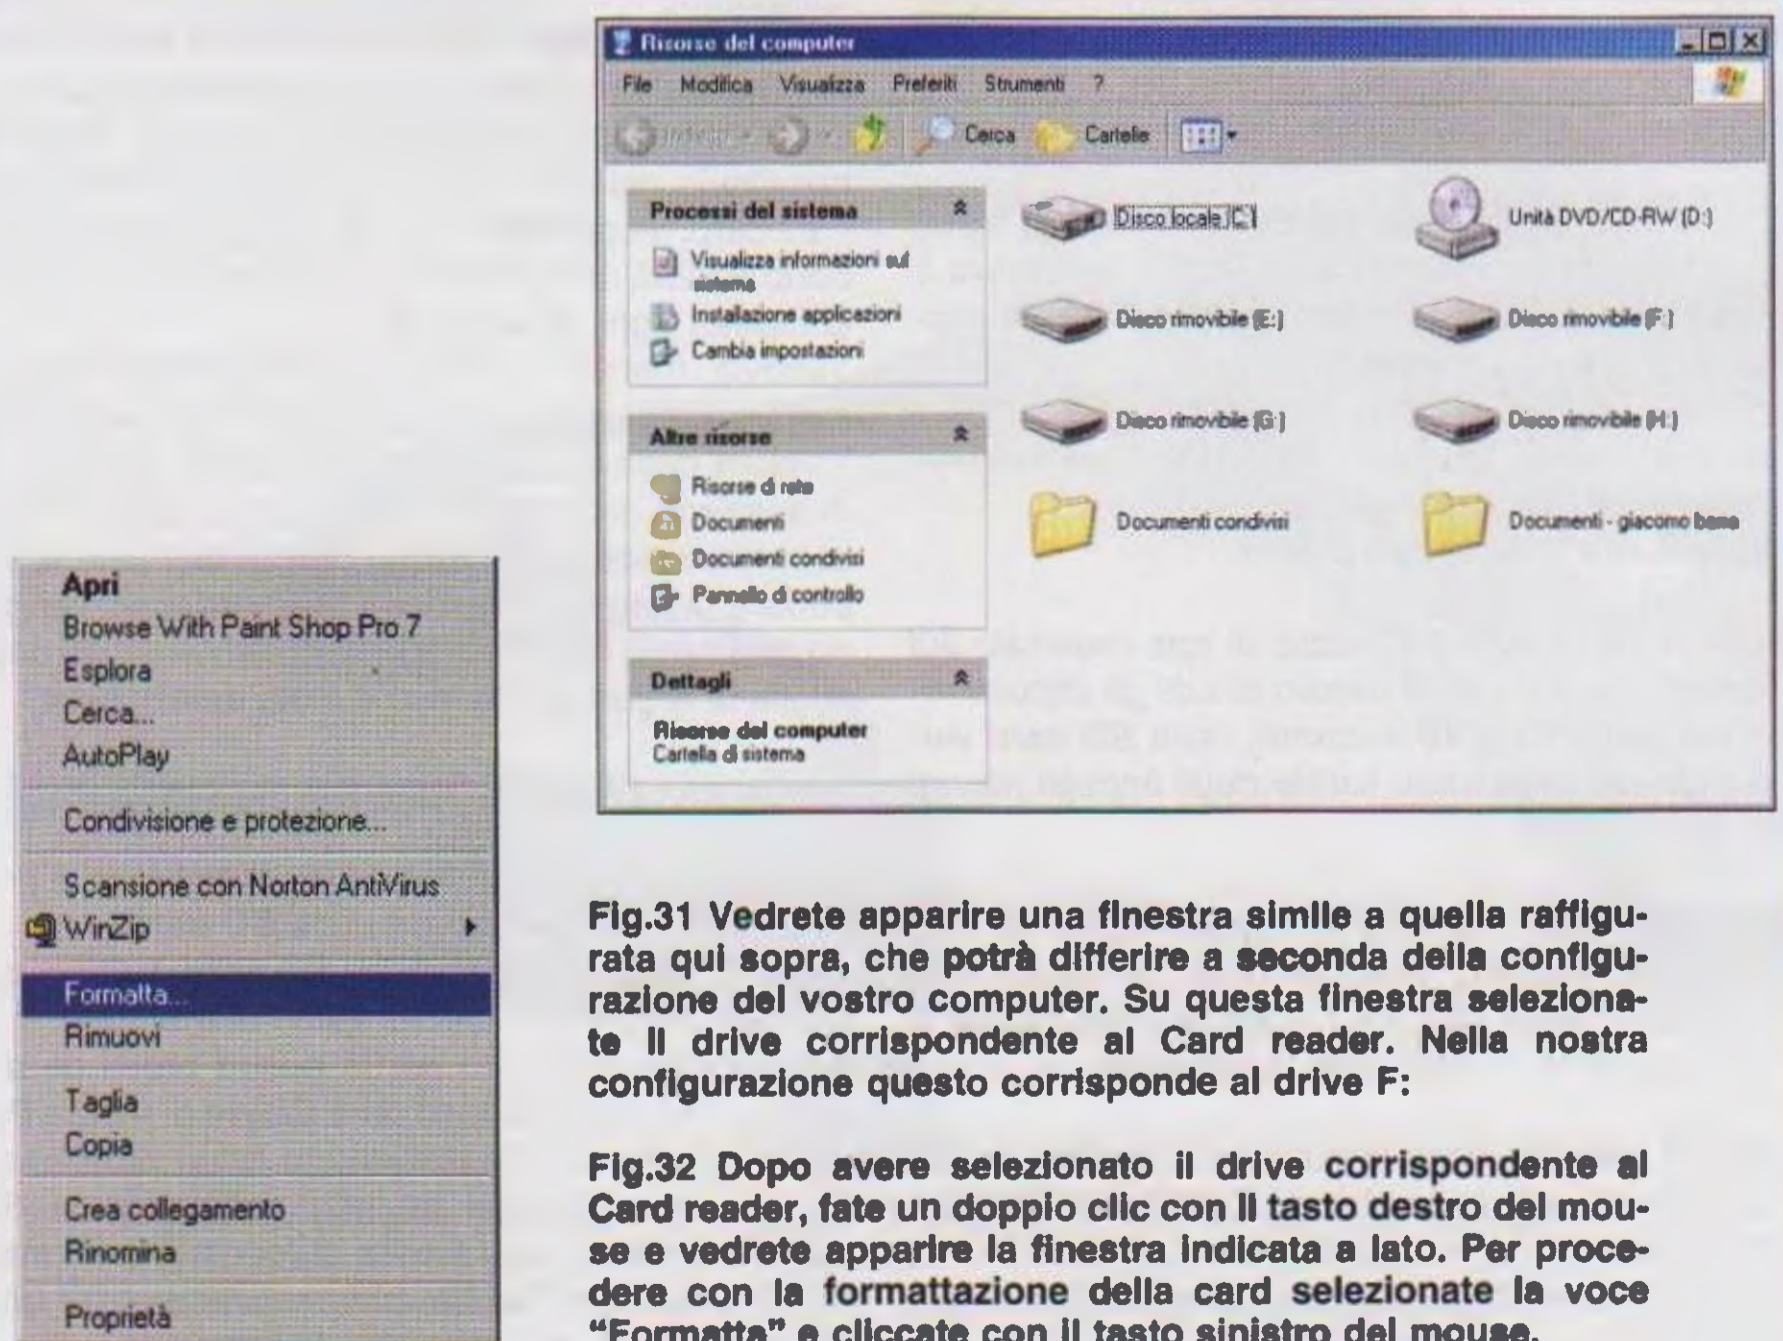 Risorse del computer
File Modifica Visualizza Preferiti Strumenti ?
Cerca Cartelle
Processi del sistema
Visualizza informazioni sul
sistema
Installazione applicazioni
Cambia impostazioni
Altre risorse
Risorse di rete
Documenti
Documenti condivisi
Pannello di controllo
Dettagli
Risorse del computer
Cartella di sistema
Disco locale (C:)
Unità DVD/CD-RW (D:)
Disco rimovibile (E:)
Disco rimovibile (F:)
Disco rimovibile (G:)
Disco rimovibile (H:)
Documenti condivisi
Documenti - giacomo
Apri
Browse With Paint Shop Pro 7
Esplora
Cerca...
AutoPlay
Condivisione e protezione...
Scansione con Norton AntiVirus
WinZip
Formatta...
Rimuovi
Taglia
Copia
Crea collegamento
Rinomina
Proprietà
Fig.31 Vedrete apparire una finestra simile a quella raffigu-
rata qui sopra, che potrà differire a seconda della configu-
razione del vostro computer. Su questa finestra seleziona-
te il drive corrispondente al Card reader. Nella nostra
configurazione questo corrisponde al drive F:
Fig.32 Dopo avere selezionato il drive corrispondente al
Card reader, fate un doppio clic con il tasto destro del mou-
se e vedrete apparire la finestra indicata a lato. Per proce-
dere con la formattazione della card selezionate la voce
“Formatta” e cliccate con il tasto sinistro del mouse.